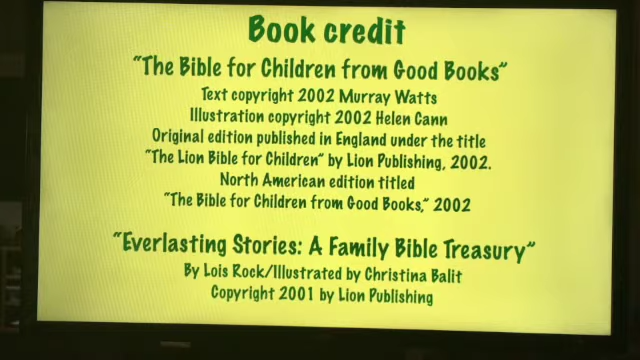 Book credit
"The Bible for Children from Good Books"
Text copyright 2002 Murray Watts
Illustration copyright 2002 Helen Cann
Original edition published in England under the title
"The Lion Bible for Children" by Lion Publishing, 2002.
North American edition titled
"The Bible for Children from Good Books," 2002
"Everlasting Stories: A Family Bible Treasury"
By Lois Rock/Illustrated by Christina Balit
Copyright 2001 by Lion Publishing